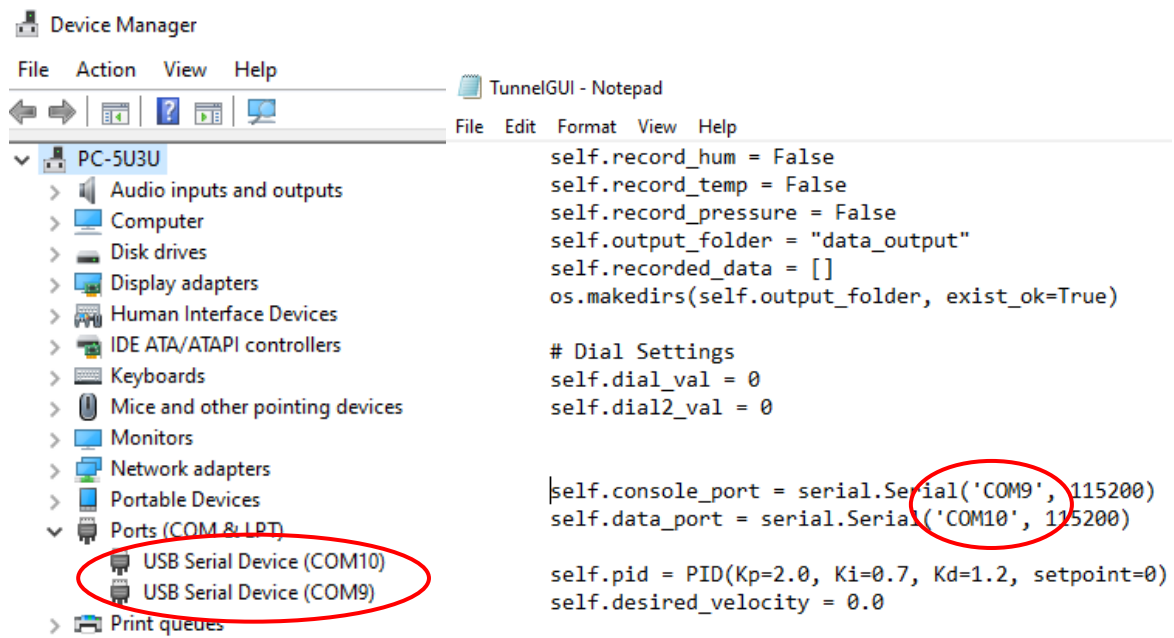 Device Manager
File Action View Help
PC-5U3U
Audio inputs and outputs
Computer
Disk drives
Display adapters
Human Interface Devices
IDE ATA/ATAPI controllers
Keyboards
Mice and other pointing devices
Monitors
Network adapters
Portable Devices
Ports (COM & LPT)
USB Serial Device (COM10)
USB Serial Device (COM9)
Print queues
TunnelGUI - Notepad
File Edit Format View Help
self.record_hum = False
self.record_temp = False
self.record_pressure = False
self.output_folder = "data_output"
self.recorded_data = []
os.makedirs(self.output_folder, exist_ok=True)
# Dial Settings
self.dial_val = 0
self.dial2_val = 0
self.console_port = serial.Serial('COM9', 115200)
self.data_port = serial.Serial('COM10', 115200)
self.pid = PID(Kp=2.0, Ki=0.7, Kd=1.2, setpoint=0)
self.desired_velocity = 0.0